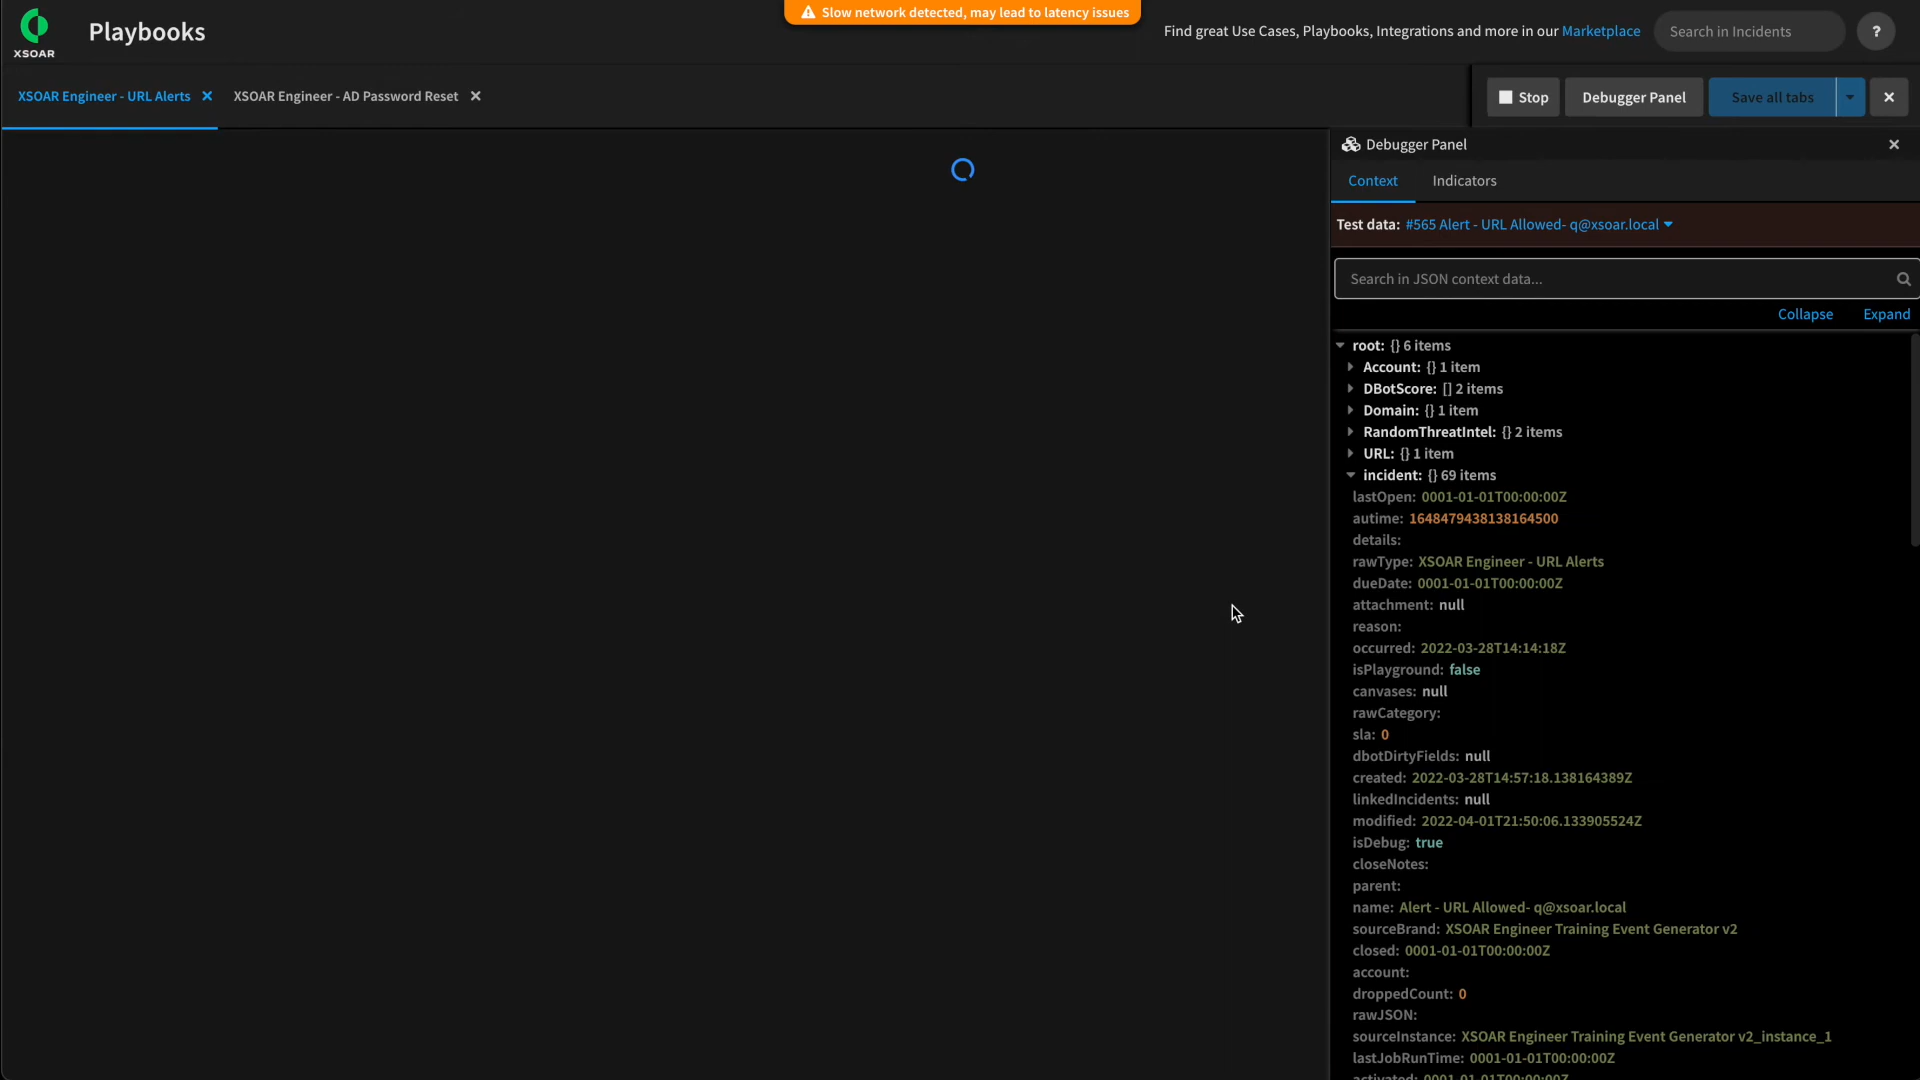 Slow network detected, may lead to latency issues
XSOAR
Playbooks
Find great Use Cases, Playbooks, Integrations and more in our Marketplace
Search in Incidents
?
XSOAR Engineer - URL Alerts
XSOAR Engineer - AD Password Reset
Stop
Debugger Panel
Save all tabs
Debugger Panel
Context
Indicators
Test data: #565 Alert - URL Allowed- q@xsoar.local
Search in JSON context data...
Collapse
Expand
root: {} 6 items
Account: {} 1 item
DBotScore: [] 2 items
Domain: {} 1 item
RandomThreatIntel: {} 2 items
URL: {} 1 item
incident: {} 69 items
lastOpen: 0001-01-01T00:00:00Z
autime: 1648479438138164500
details:
rawType: XSOAR Engineer - URL Alerts
dueDate: 0001-01-01T00:00:00Z
attachment: null
reason:
occurred: 2022-03-28T14:14:18Z
isPlayground: false
canvases: null
rawCategory:
sla: 0
dbotDirtyFields: null
created: 2022-03-28T14:57:18.138164389Z
linkedIncidents: null
modified: 2022-04-01T21:50:06.133905524Z
isDebug: true
closeNotes:
parent:
name: Alert - URL Allowed- q@xsoar.local
sourceBrand: XSOAR Engineer Training Event Generator v2
closed: 0001-01-01T00:00:00Z
account:
droppedCount: 0
rawJSON:
sourceInstance: XSOAR Engineer Training Event Generator v2_instance_1
lastJobRunTime: 0001-01-01T00:00:00Z
activated: 0001-01-01T00:00:00Z